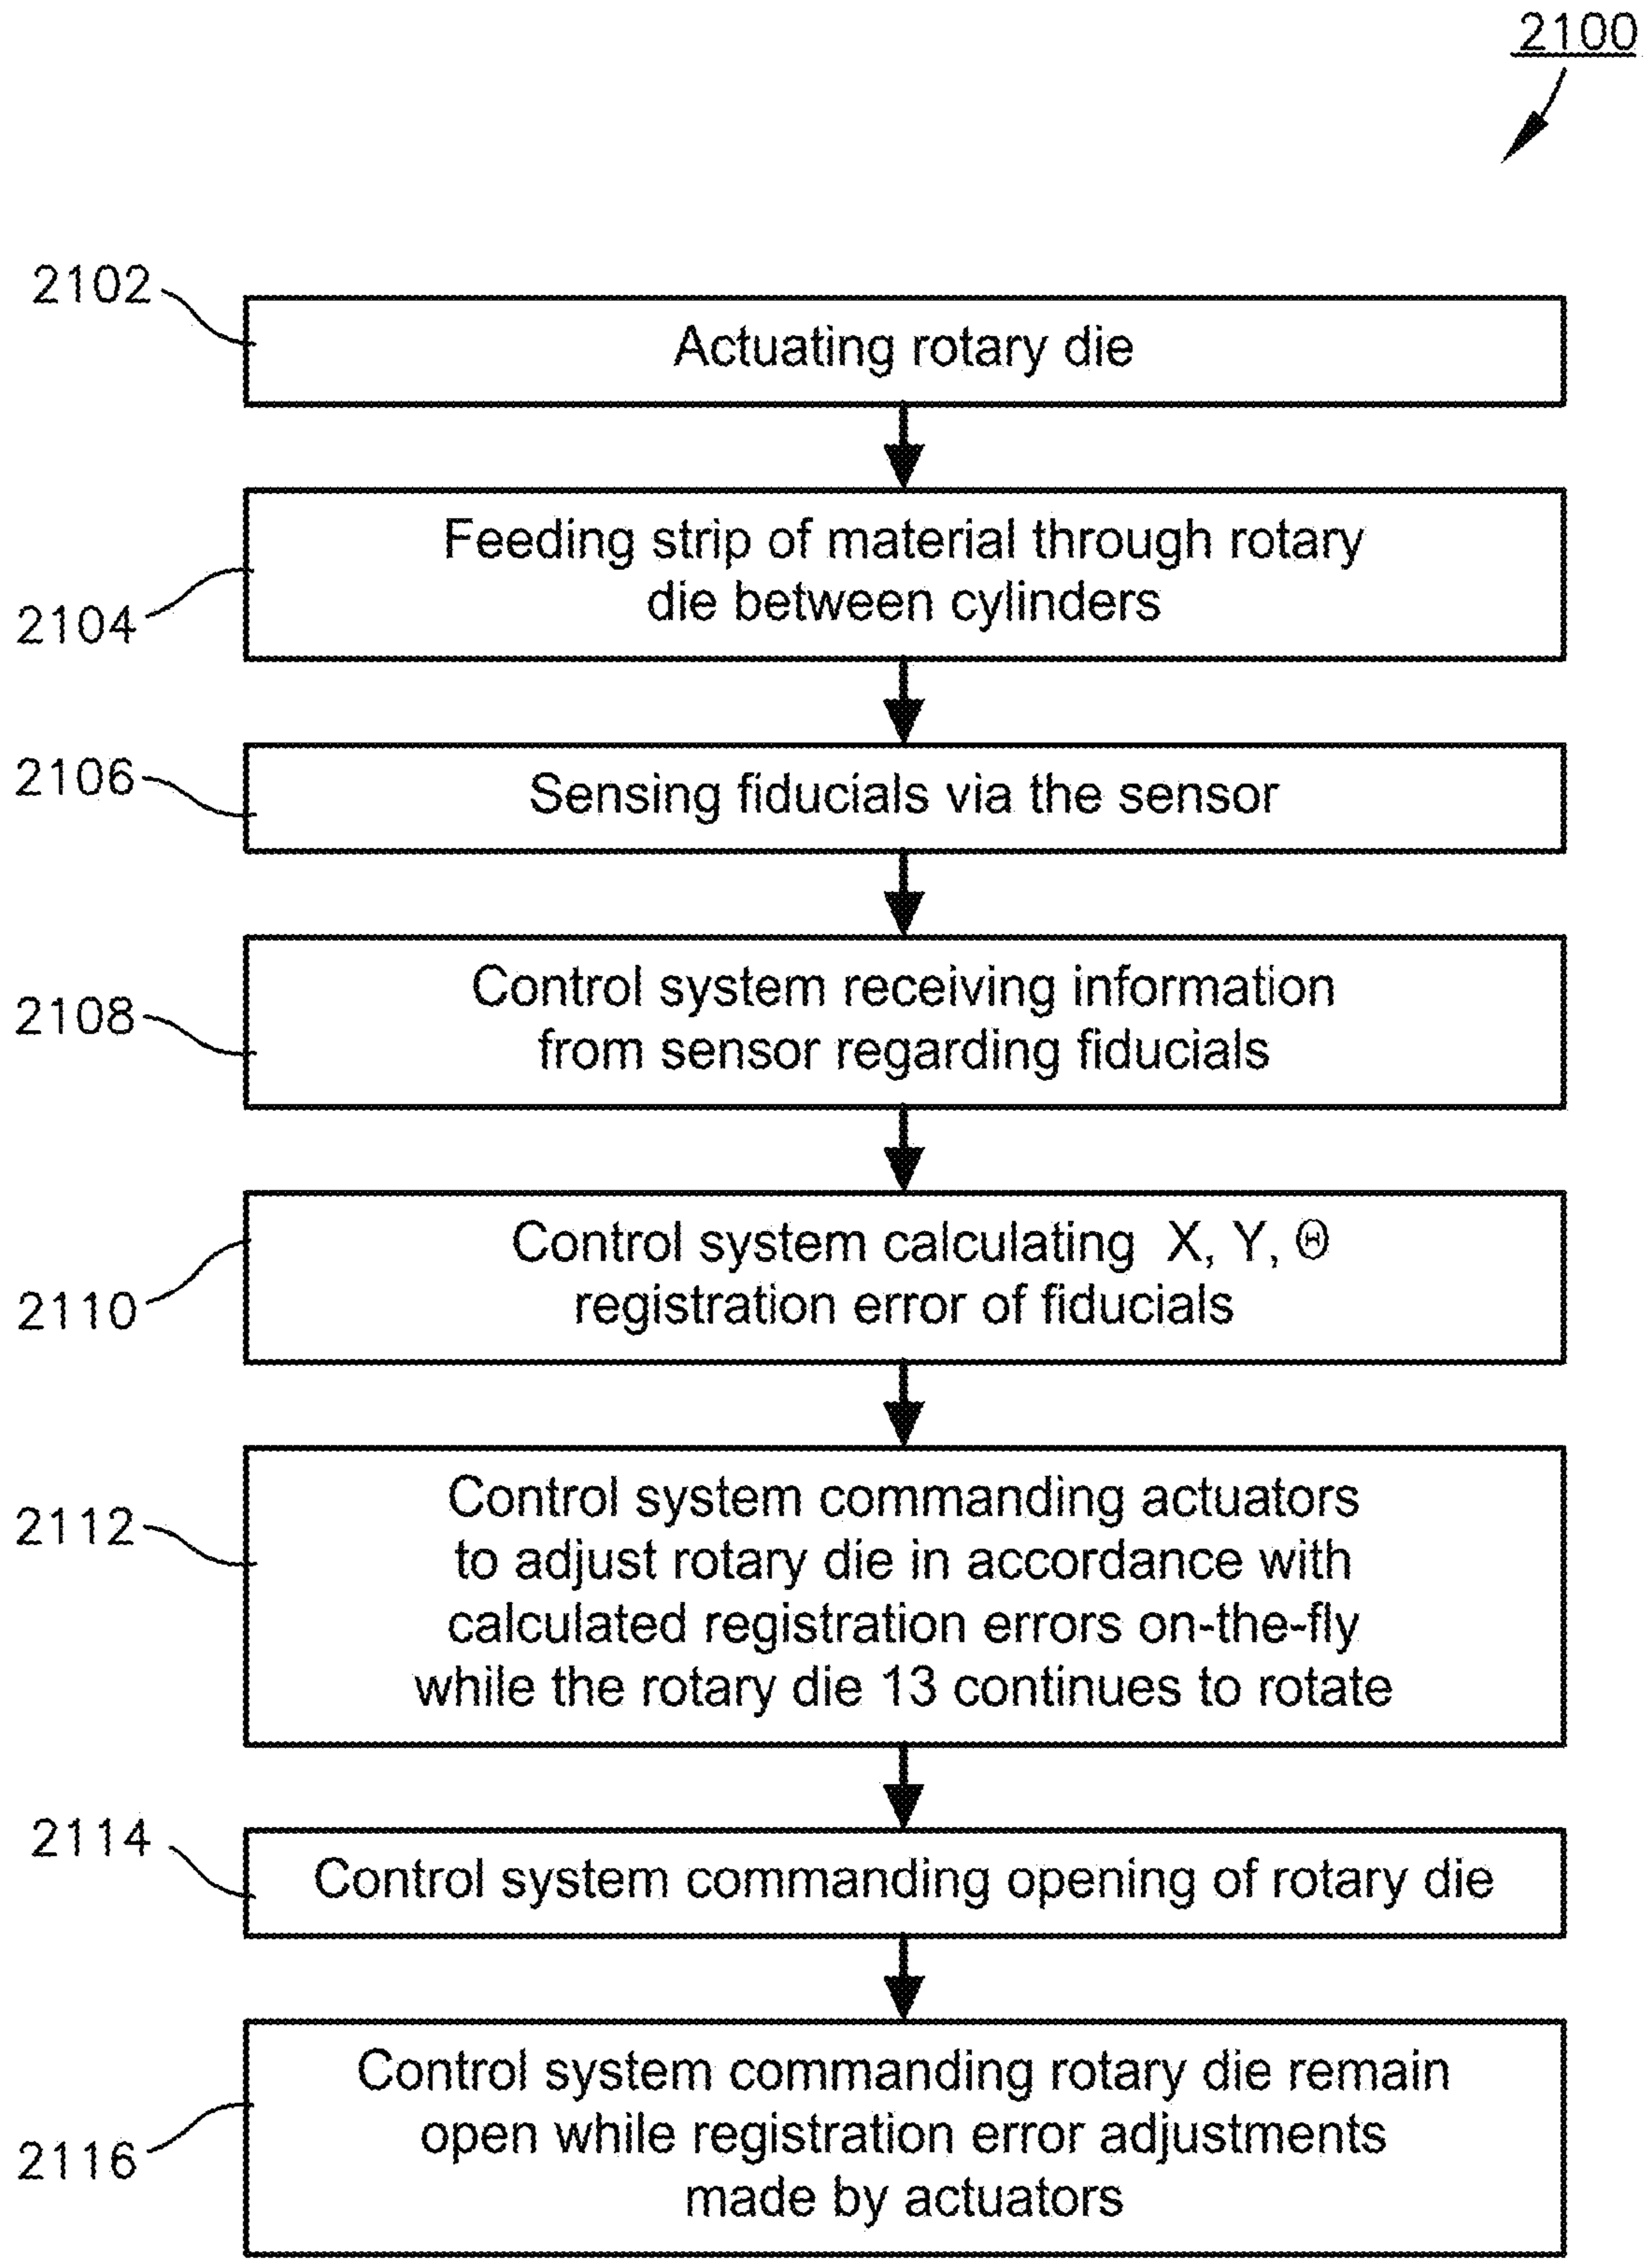 2100
2102
Actuating rotary die
Feeding strip of material through rotary
die between cylinders
2104
2106
Sensing fiducials via the sensor
2108
Control system receiving information
from sensor regarding fiducials
Control system calculating X, Y, Θ
registration error of fiducials
2110
2112
Control system commanding actuators
to adjust rotary die in accordance with
calculated registration errors on-the-fly
while the rotary die 13 continues to rotate
2114
Control system commanding opening of rotary die
Control system commanding rotary die remain
open while registration error adjustments
made by actuators
2116